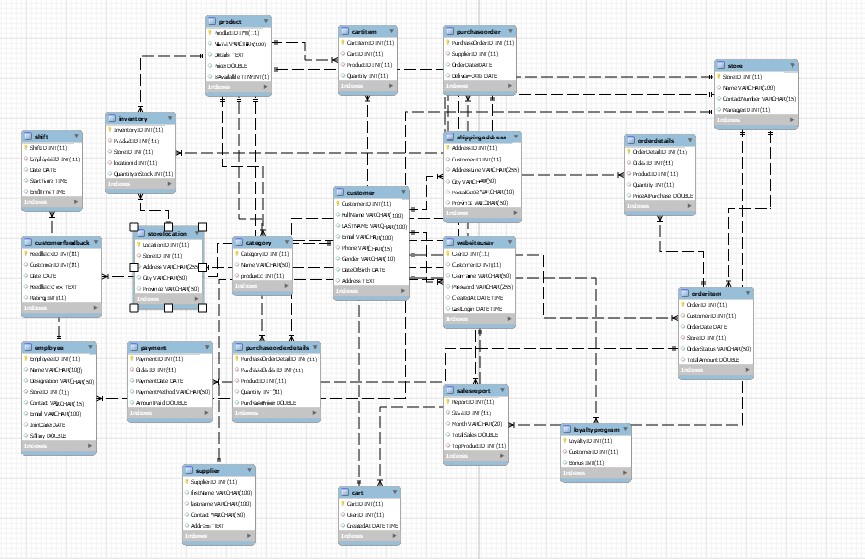 product
ProductID INT(11)
Name VARCHAR(100)
Details TEXT
Price DOUBLE
IsAvailable TINYINT(1)
Indexes
cartitem
CartItemID INT (11)
CartID INT (11)
ProductID INT (11)
Quantity INT (11)
Indexes
purchaseorder
PurchaseOrderID INT (11)
SupplierID INT (11)
OrderDate DATE
DATE
Indexes
store
StoreID INT (11)
Name VARCHAR(100)
ContactNumber VARCHAR(15)
ManagerID INT (11)
Indexes
inventory
InventoryID INT (11)
ProductID INT (11)
StoreID INT (11)
locationid INT (11)
QuantityInStock INT (11)
Indexes
shift
ShiftID INT (11)
EmployeeID INT (11)
Date DATE
StartTime TIME
EndTime TIME
Indexes
shippingaddress
AddressID INT (11)
CustomerID INT (11)
AddressLine VARCHAR(255)
City VARCHAR(50)
PostalCode VARCHAR(10)
Province VARCHAR(50)
Indexes
orderdetails
OrderDetailID INT (11)
OrderID INT (11)
ProductID INT (11)
Quantity INT (11)
PriceAtPurchase DOUBLE
Indexes
customer
CustomerID INT (11)
FullName VARCHAR(100)
LASTName VARCHAR(100)
Email VARCHAR(100)
Phone VARCHAR(15)
Gender VARCHAR(10)
DateOfBirth DATE
Address TEXT
Indexes
storelocation
LocationID INT (11)
StoreID INT (11)
Address VARCHAR(255)
City VARCHAR(50)
Province VARCHAR(50)
Indexes
customerfeedback
FeedbackID INT (11)
CustomerID INT (11)
Date DATE
FeedbackText TEXT
Rating INT (11)
Indexes
category
CategoryID INT (11)
Name VARCHAR(50)
productid INT (11)
Indexes
websiteuser
UserID INT (11)
CustomerID INT (11)
Username VARCHAR(50)
Password VARCHAR(255)
CreatedAt DATETIME
LastLogin DATETIME
Indexes
orderitem
OrderID INT (11)
CustomerID INT (11)
OrderDate DATE
StoreID INT (11)
OrderStatus VARCHAR(50)
TotalAmount DOUBLE
Indexes
employee
EmployeeID INT (11)
Name VARCHAR(100)
Designation VARCHAR(50)
StoreID INT (11)
Contact VARCHAR(15)
Email VARCHAR(100)
JoinDate DATE
Salary DOUBLE
Indexes
payment
PaymentID INT (11)
OrderID INT (11)
PaymentDate DATE
PaymentMethod VARCHAR(50)
AmountPaid DOUBLE
Indexes
purchaseorderdetails
PurchaseOrderDetailID INT (11)
PurchaseOrderID INT (11)
ProductID INT (11)
Quantity INT (11)
PurchasePrice DOUBLE
Indexes
salesreport
ReportID INT (11)
StoreID INT (11)
Month VARCHAR(20)
TotalSales DOUBLE
TopProductID INT (11)
Indexes
loyaltyprogram
LoyaltyID INT (11)
CustomerID INT (11)
Bonus INT (11)
Indexes
supplier
SupplierID INT (11)
firstName VARCHAR(100)
lastname VARCHAR(100)
Contact VARCHAR(50)
Address TEXT
Indexes
cart
CartID INT (11)
UserID INT (11)
CreatedAt DATETIME
Indexes